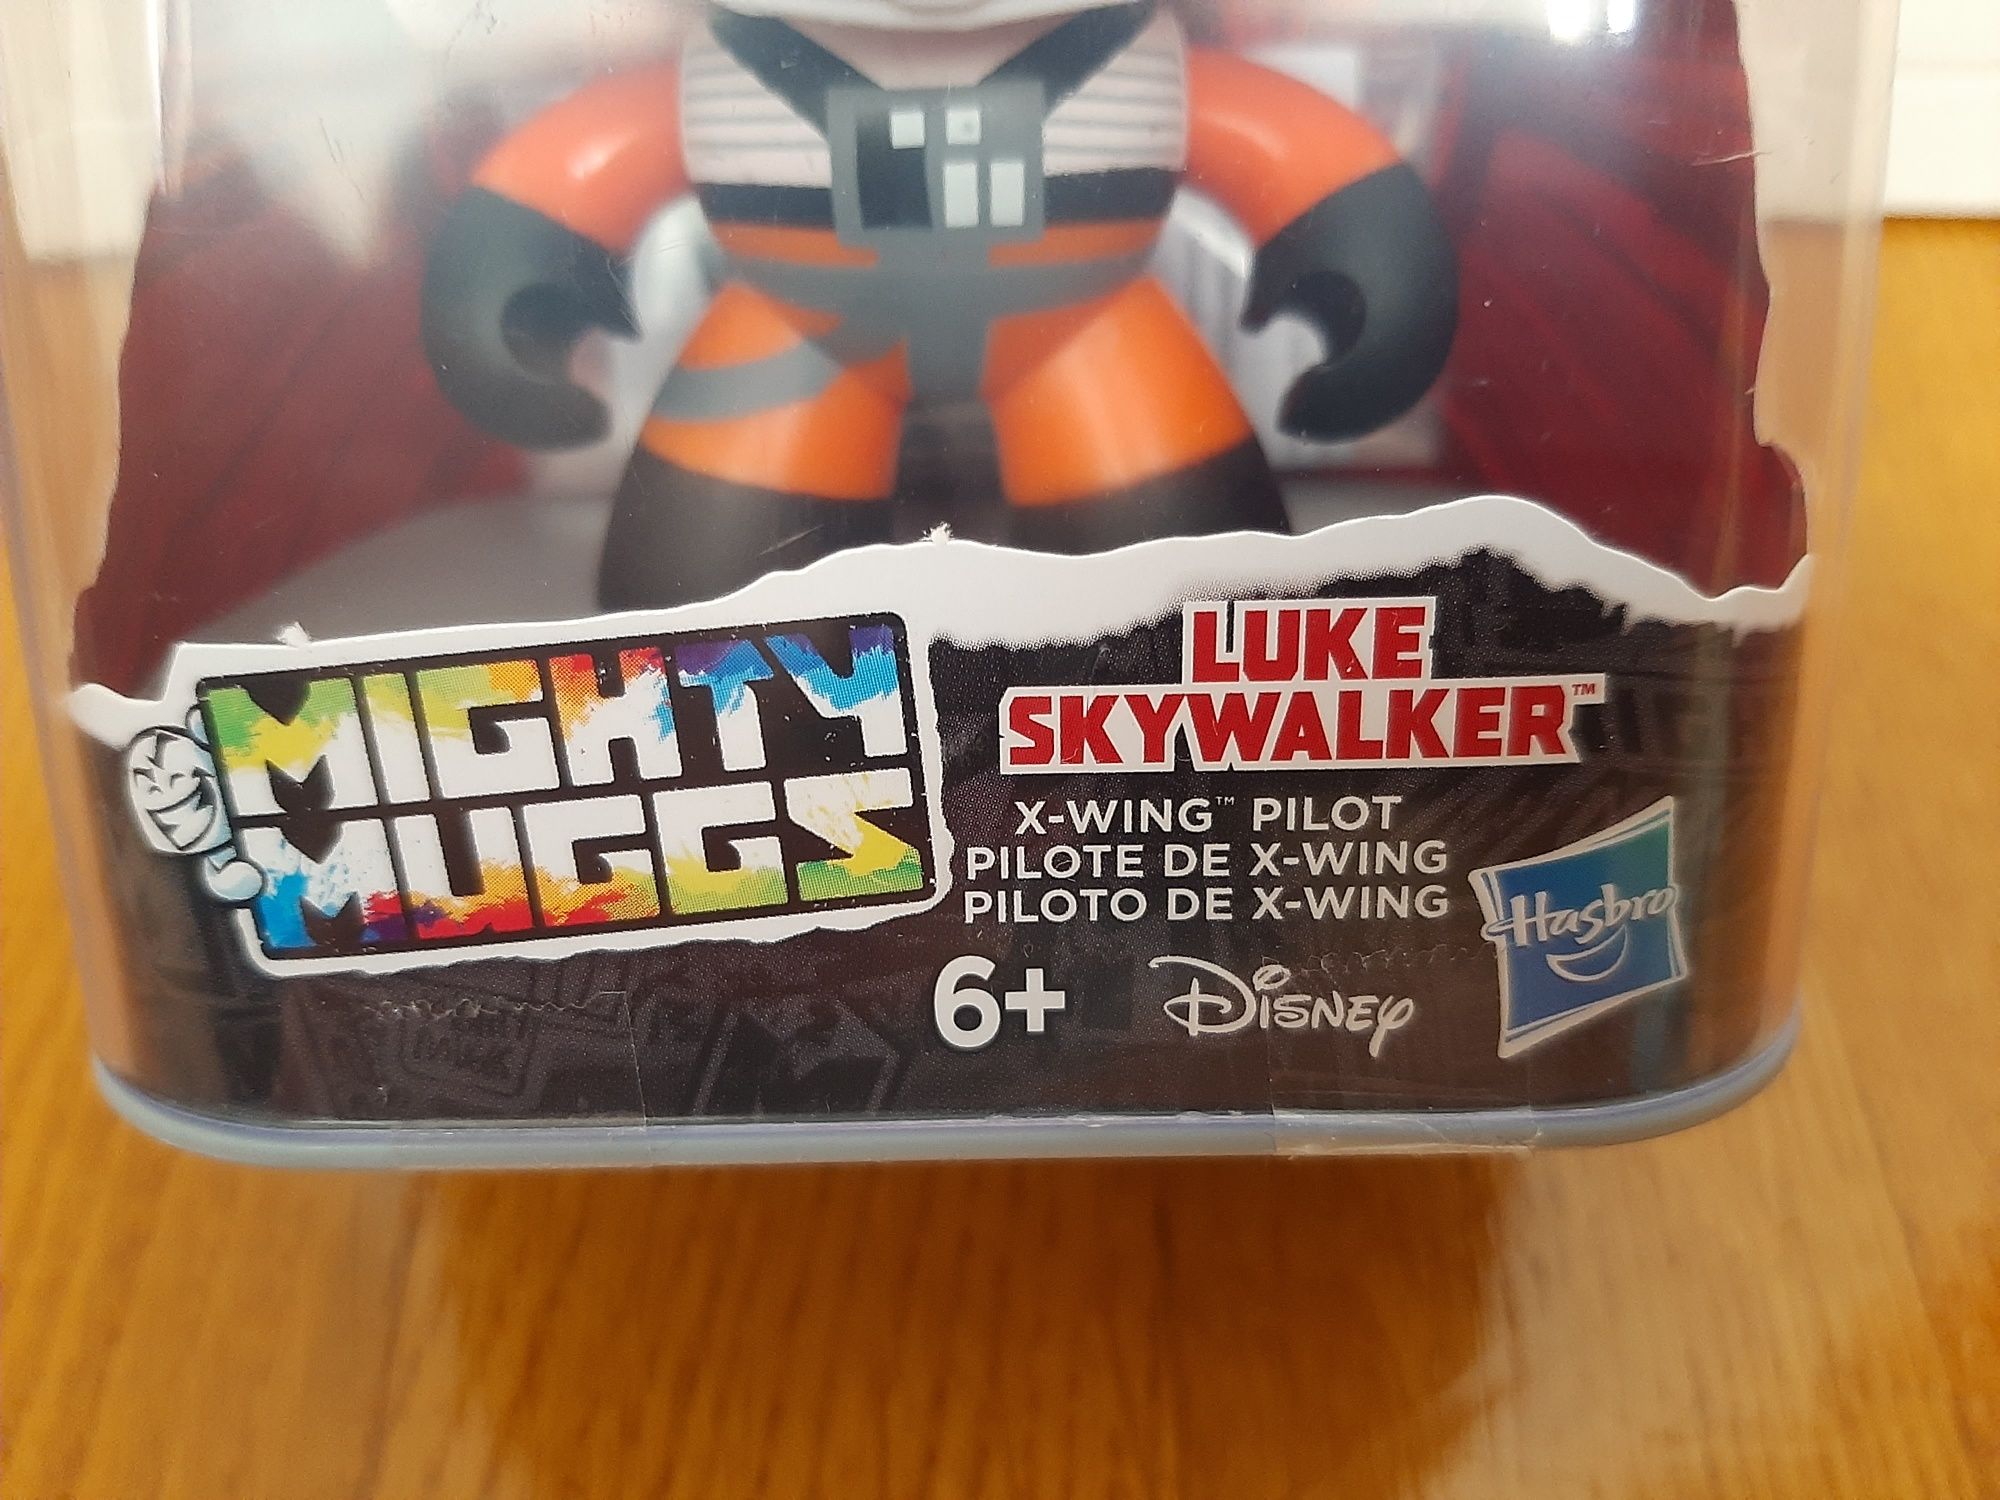 MIGHTY
MUGGS
LUKE
SKYWALKER™
X-WING™ PILOT
PILOTE DE X-WING
PILOTO DE X-WING
6+
Disney
Hasbro